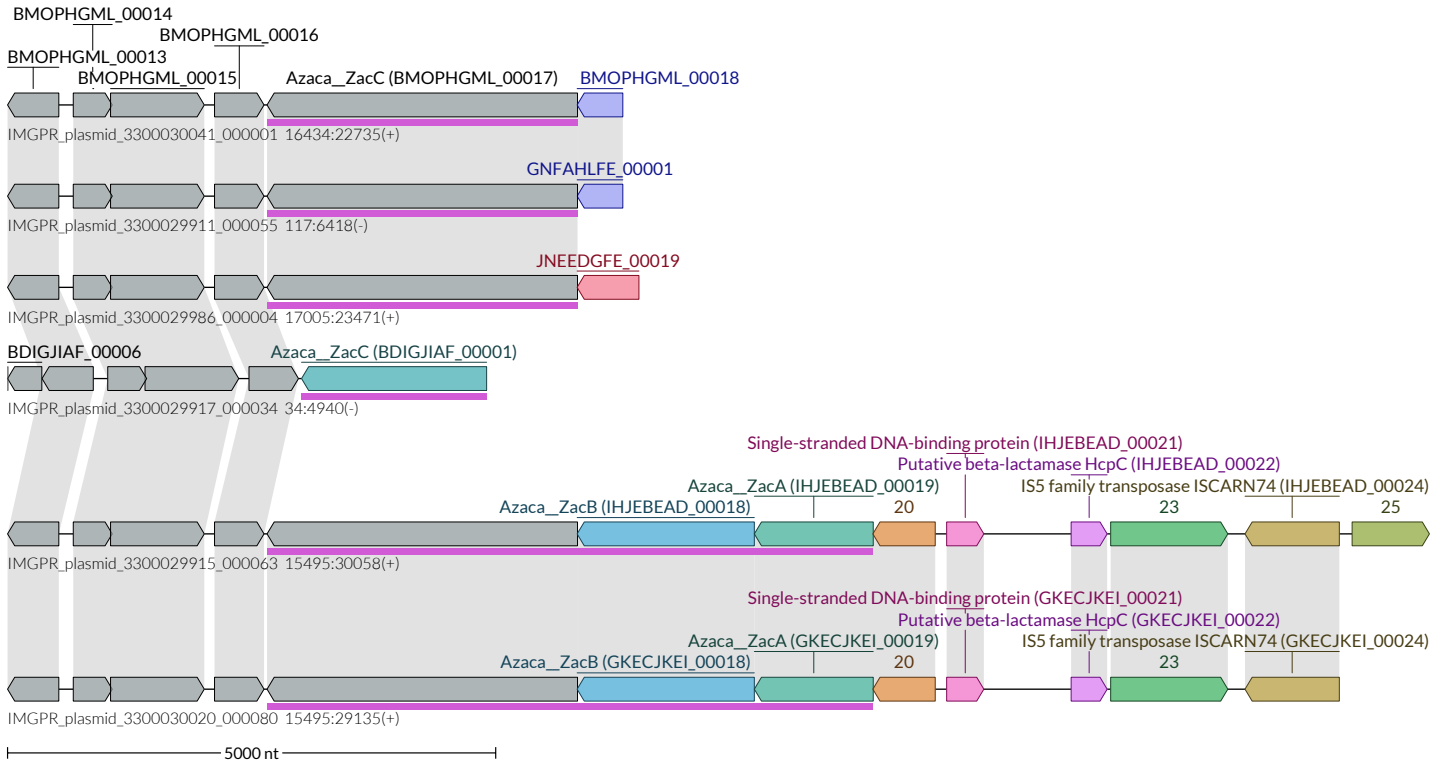 BMOPHGML_00014
BMOPHGML_00016
BMOPHGML_00013
BMOPHGML_00015 Azaca__ZacC (BMOPHGML_00017) BMOPHGML_00018
IMGPR_plasmid_3300030041_000001 16434:22735(+)
GNFAHLFE_00001
IMGPR_plasmid_3300029911_000055 117:6418(-)
JNEEDGFE_00019
IMGPR_plasmid_3300029986_000004 17005:23471(+)
BDIGJIAF_00006 Azaca__ZacC (BDIGJIAF_00001)
IMGPR_plasmid_3300029917_000034 34:4940(-)
Single-stranded DNA-binding protein (IHJEBEAD_00021)
Putative beta-lactamase HcpC (IHJEBEAD_00022)
Azaca__ZacA (IHJEBEAD_00019) IS5 family transposase ISCARN74 (IHJEBEAD_00024)
Azaca__ZacB (IHJEBEAD_00018) 20 23 25
IMGPR_plasmid_3300029915_000063 15495:30058(+)
Single-stranded DNA-binding protein (GKECJKEI_00021)
Putative beta-lactamase HcpC (GKECJKEI_00022)
Azaca__ZacA (GKECJKEI_00019) IS5 family transposase ISCARN74 (GKECJKEI_00024)
Azaca__ZacB (GKECJKEI_00018) 20 23
IMGPR_plasmid_3300030020_000080 15495:29135(+)
5000 nt